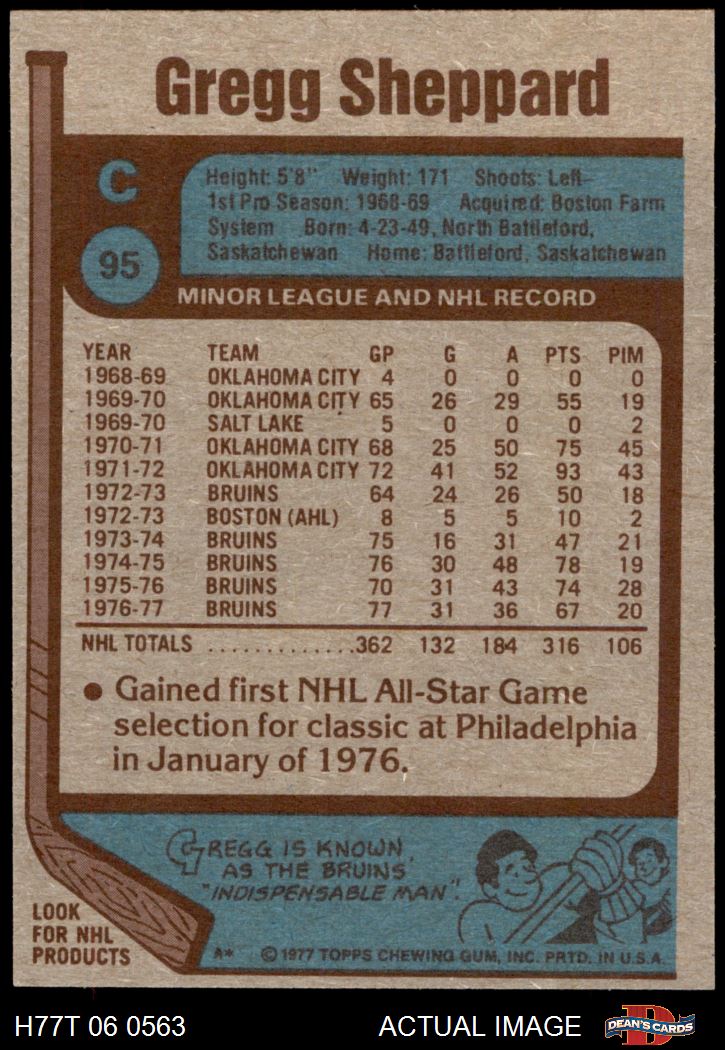 Gregg Sheppard
C
95
Height: 5'8" Weight: 171 Shoots: Left
1st Pro Season: 1968-69 Acquired: Boston Farm
System Born: 4-23-49, North Battleford,
Saskatchewan Home: Battleford, Saskatchewan
MINOR LEAGUE AND NHL RECORD
YEAR TEAM GP G A PTS PIM
1968-69 OKLAHOMA CITY 4 0 0 0 0
1969-70 OKLAHOMA CITY 65 26 29 55 19
1969-70 SALT LAKE 5 0 0 0 2
1970-71 OKLAHOMA CITY 68 25 50 75 45
1971-72 OKLAHOMA CITY 72 41 52 93 43
1972-73 BRUINS 64 24 26 50 18
1972-73 BOSTON (AHL) 8 5 5 10 2
1973-74 BRUINS 75 16 31 47 21
1974-75 BRUINS 76 30 48 78 19
1975-76 BRUINS 70 31 43 74 28
1976-77 BRUINS 77 31 36 67 20
NHL TOTALS .............362 132 184 316 106
● Gained first NHL All-Star Game
selection for classic at Philadelphia
in January of 1976.
GREGG IS KNOWN
AS THE BRUINS'
"INDISPENSABLE MAN".
LOOK
FOR NHL
PRODUCTS
A* © 1977 TOPPS CHEWING GUM, INC. PRTD. IN U.S.A.
H77T 06 0563 ACTUAL IMAGE
D
DEAN'S CARDS